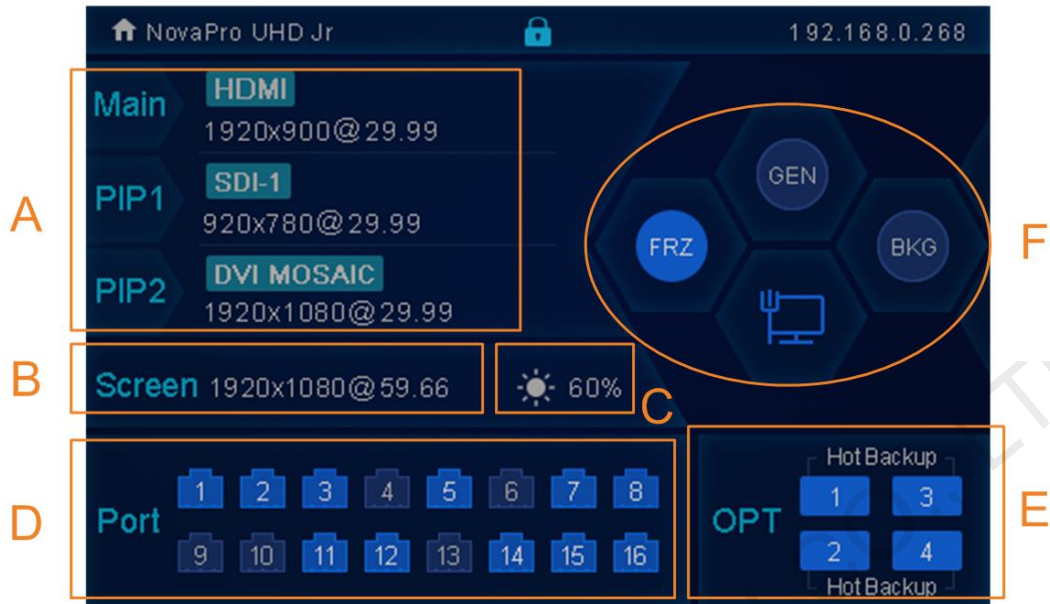 NovaPro UHD Jr 192.168.0.268
A
Main HDMI
1920x900@29.99
PIP1 SDI-1
920x780@29.99
PIP2 DVI MOSAIC
1920x1080@29.99
GEN
FRZ BKG
F
B
Screen 1920x1080@59.66 60%
C
D
Port
1 2 3 4 5 6 7 8
9 10 11 12 13 14 15 16
E
OPT
Hot Backup
1 3
2 4
Hot Backup